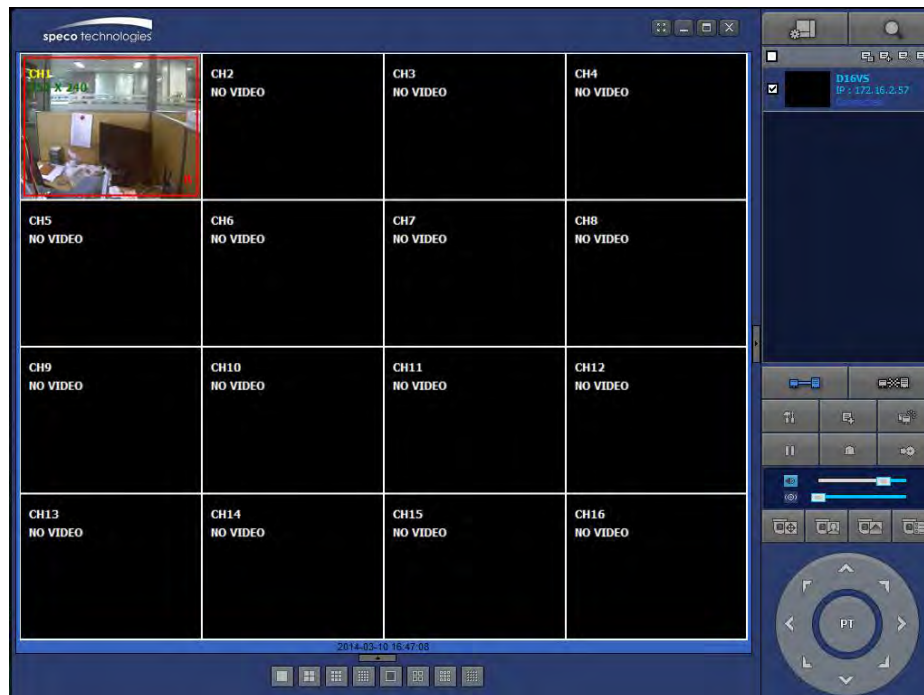 speco technologies
CH1
352 X 240
CH2
NO VIDEO
CH3
NO VIDEO
CH4
NO VIDEO
D16VS
IP : 172.16.2.57
Connected
CH5
NO VIDEO
CH6
NO VIDEO
CH7
NO VIDEO
CH8
NO VIDEO
CH9
NO VIDEO
CH10
NO VIDEO
CH11
NO VIDEO
CH12
NO VIDEO
CH13
NO VIDEO
CH14
NO VIDEO
CH15
NO VIDEO
CH16
NO VIDEO
PT
2014-03-10 16:47:08